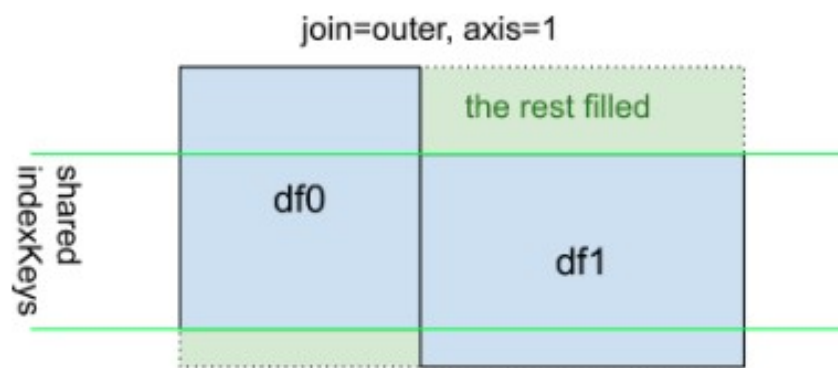 join=outer, axis=1
the rest filled
shared
indexKeys
df0
df1